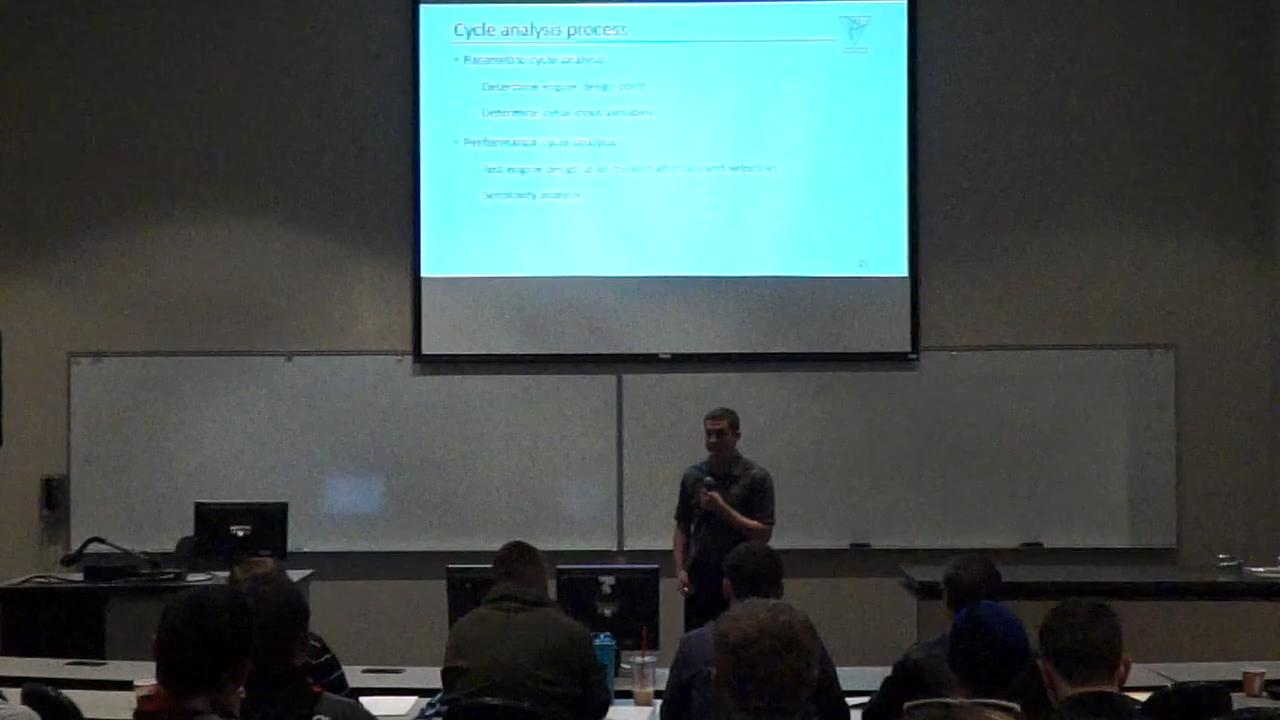 Cycle analysis process
• Parametric cycle analysis
Determine engine design point
Determine initial input variables
• Performance cycle analysis
Test engine design at all mission altitudes and velocities
Sensitivity analysis
21